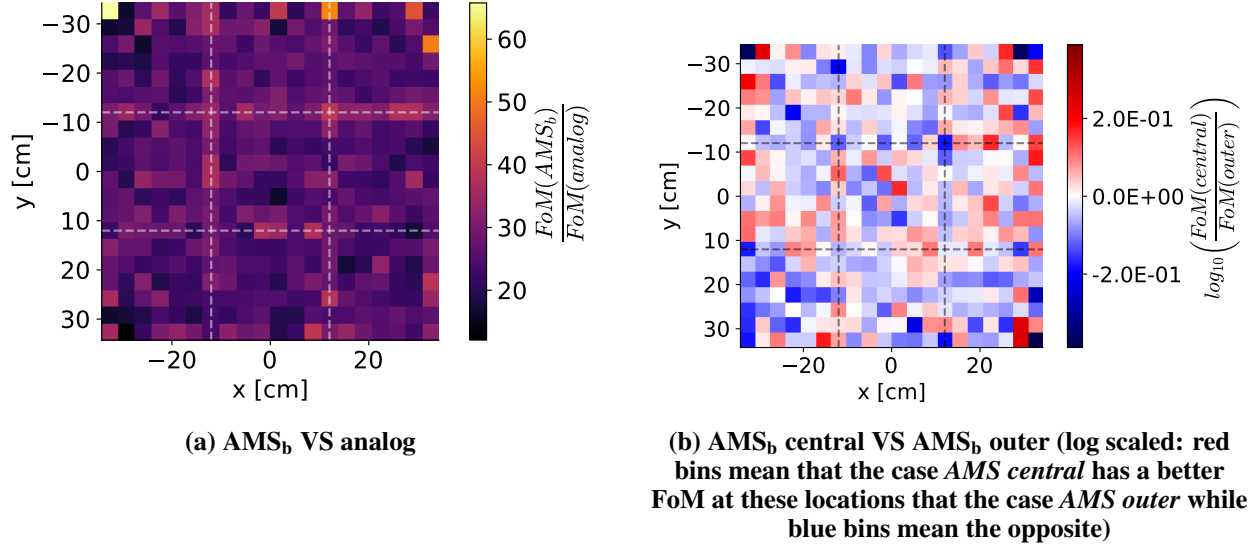 −30
−20
−10
0
10
20
30
y [cm]
−20
0
20
x [cm]
60
50
40
30
20
FoM(AMS_b)
FoM(analog)
(a) AMS_b VS analog
−30
−20
−10
0
10
20
30
y [cm]
−20
0
20
x [cm]
2.0E-01
0.0E+00
-2.0E-01
log_10(FoM(central)
FoM(outer))
(b) AMS_b central VS AMS_b outer (log scaled: red
bins mean that the case AMS central has a better
FoM at these locations that the case AMS outer while
blue bins mean the opposite)